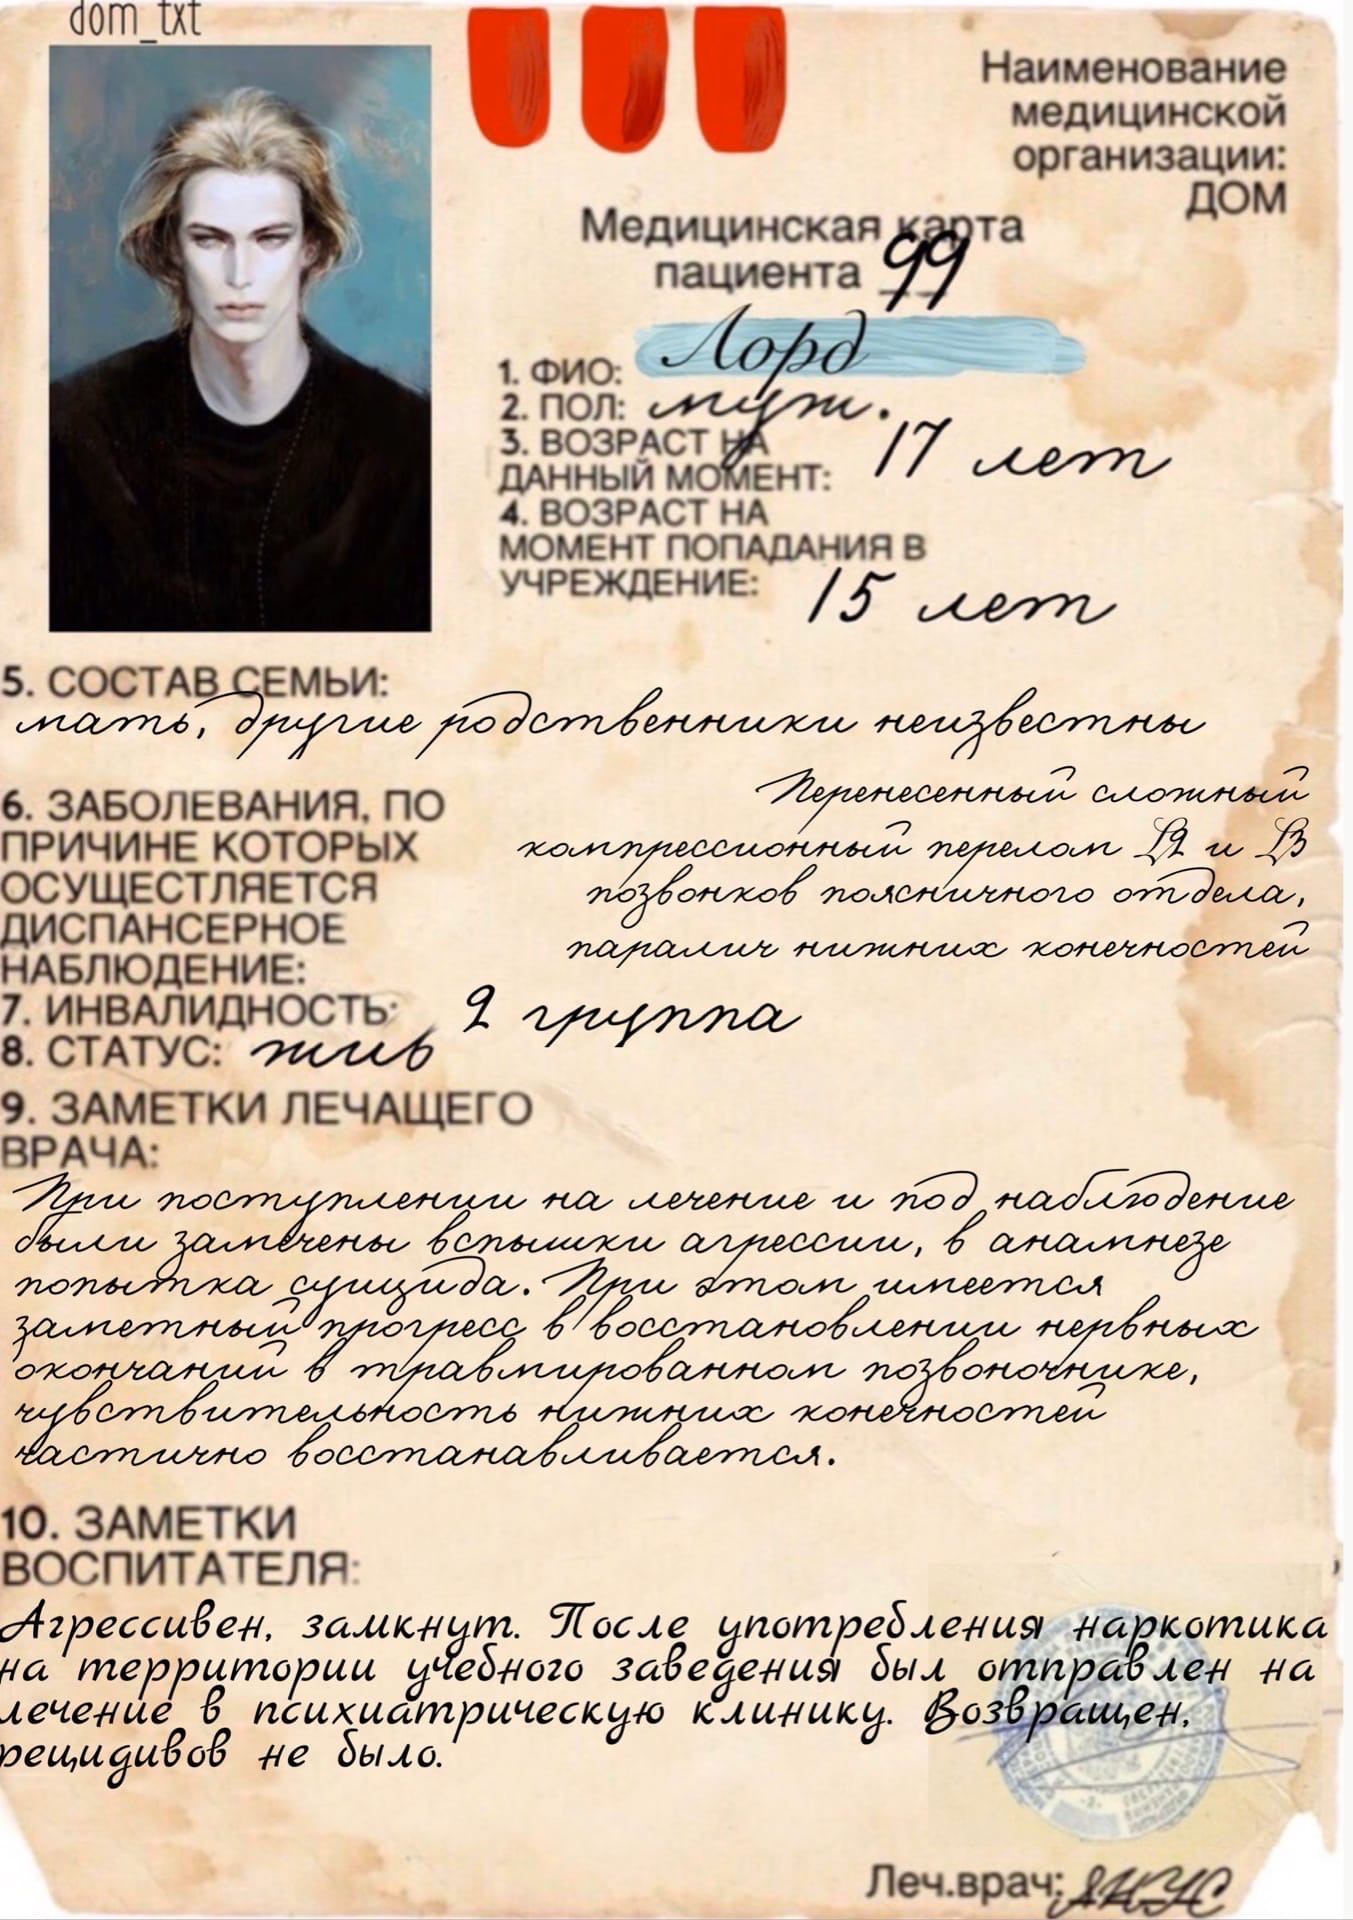 dom_txt
Наименование
медицинской
организации:
ДОМ
Медицинская карта
пациента 99
1. ФИО: Лорд
2. ПОЛ: муж.
3. ВОЗРАСТ НА
ДАННЫЙ МОМЕНТ: 17 лет
4. ВОЗРАСТ НА
МОМЕНТ ПОПАДАНИЯ В
УЧРЕЖДЕНИЕ: 15 лет
5. СОСТАВ СЕМЬИ:
мать, другие родственники неизвестны
6. ЗАБОЛЕВАНИЯ, ПО
ПРИЧИНЕ КОТОРЫХ
ОСУЩЕСТЛЯЕТСЯ
ДИСПАНСЕРНОЕ
НАБЛЮДЕНИЕ:
Перенесенный сложный
компрессионный перелом L2 и L3
позвонков поясничного отдела,
паралич нижних конечностей
7. ИНВАЛИДНОСТЬ: 2 группа
8. СТАТУС: жив
9. ЗАМЕТКИ ЛЕЧАЩЕГО
ВРАЧА:
При поступлении на лечение и под наблюдение
были замечены вспышки агрессии, в анамнезе
попытка суицида. При этом имеется
заметный прогресс в восстановлении нервных
окончаний в травмированном позвоночнике,
чувствительность нижних конечностей
частично восстанавливается.
10. ЗАМЕТКИ
ВОСПИТАТЕЛЯ:
Агрессивен, замкнут. После употребления наркотика
на территории учебного заведения был отправлен на
лечение в психиатрическую клинику. Возвращен,
рецидивов не было.
Леч.врач: ЯНУС